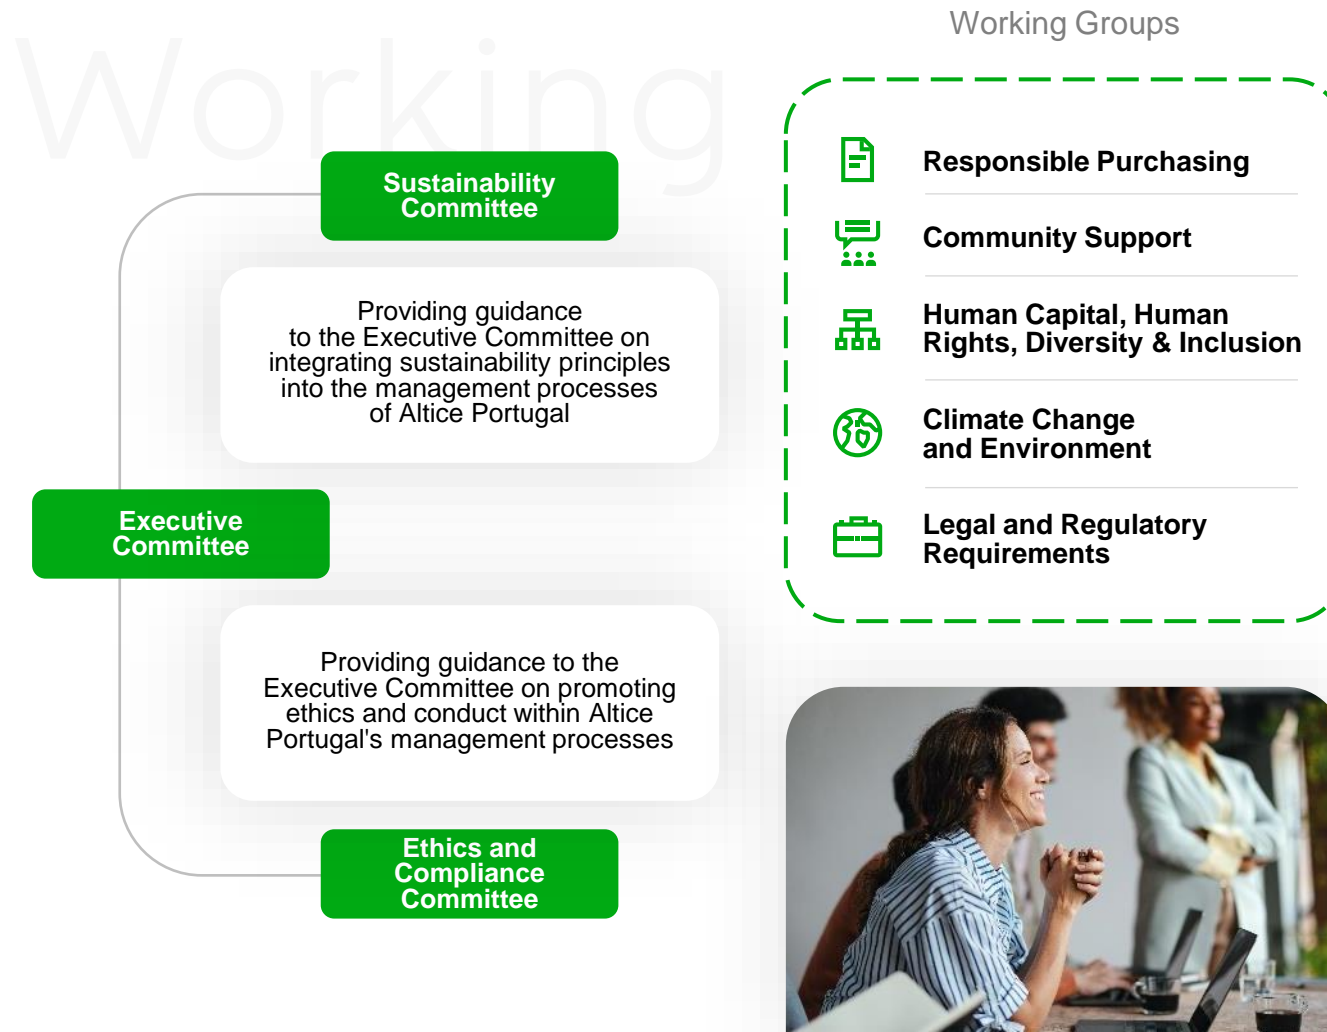 Working
Working Groups
Sustainability
Committee
Providing guidance
to the Executive Committee on
integrating sustainability principles
into the management processes
of Altice Portugal
Executive
Committee
Providing guidance to the
Executive Committee on promoting
ethics and conduct within Altice
Portugal's management processes
Ethics and
Compliance
Committee
Responsible Purchasing
Community Support
Human Capital, Human
Rights, Diversity & Inclusion
Climate Change
and Environment
Legal and Regulatory
Requirements